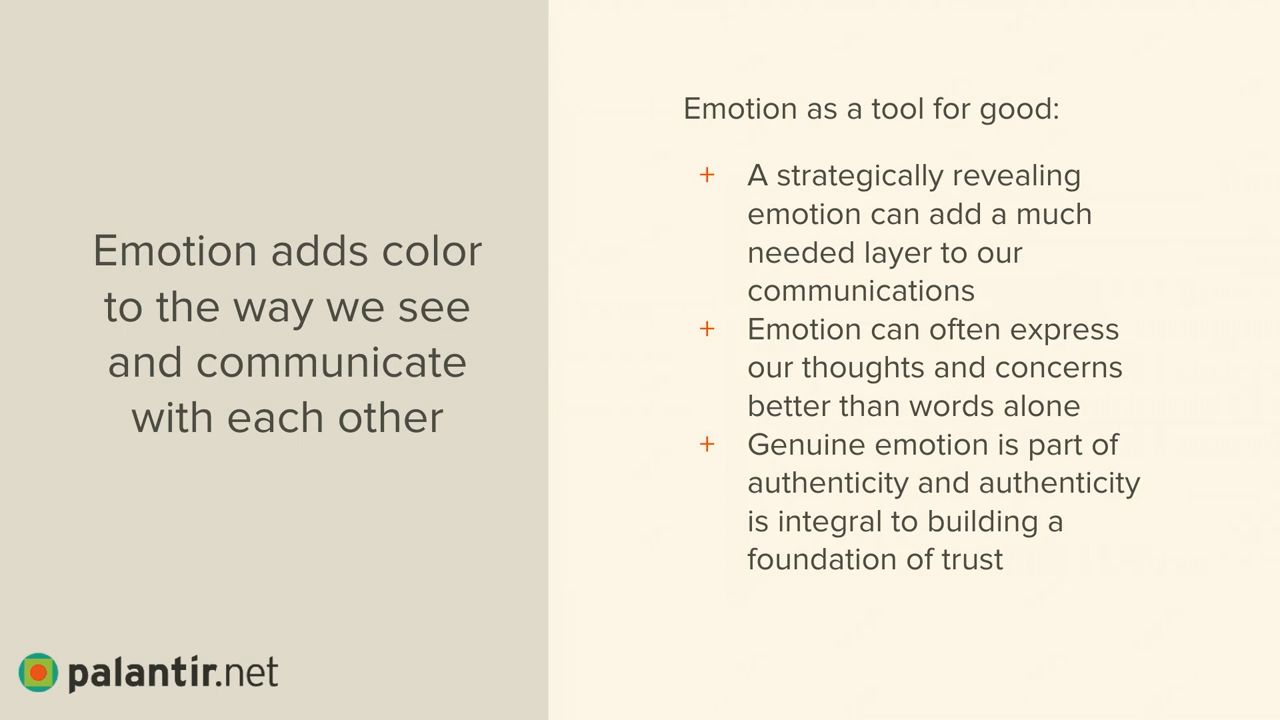 Emotion adds color
to the way we see
and communicate
with each other
Emotion as a tool for good:
+ A strategically revealing
emotion can add a much
needed layer to our
communications
+ Emotion can often express
our thoughts and concerns
better than words alone
+ Genuine emotion is part of
authenticity and authenticity
is integral to building a
foundation of trust
palantir.net